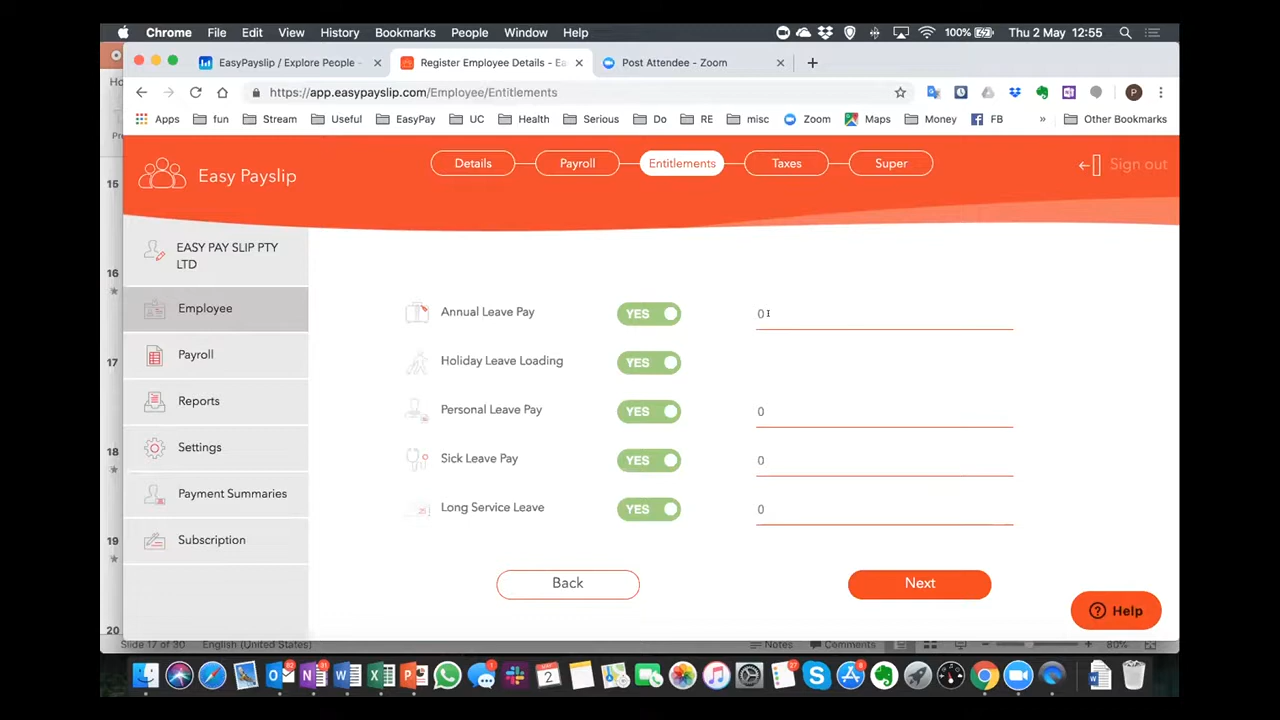 Chrome File Edit View History Bookmarks People Window Help 100% Thu 2 May 12:55
EasyPayslip / Explore People - × Register Employee Details - Ea × Post Attendee - Zoom × +
https://app.easypayslip.com/Employee/Entitlements
Apps fun Stream Useful EasyPay UC Health Serious Do RE misc Zoom Maps Money FB » Other Bookmarks
Easy Payslip
Details Payroll Entitlements Taxes Super
Sign out
EASY PAY SLIP PTY
LTD
Employee
Payroll
Reports
Settings
Payment Summaries
Subscription
Annual Leave Pay YES 0
Holiday Leave Loading YES
Personal Leave Pay YES 0
Sick Leave Pay YES 0
Long Service Leave YES 0
Back Next
Help
15
16
17
18
19
20
Slide 17 of 30 English (United States) Notes Comments 80%